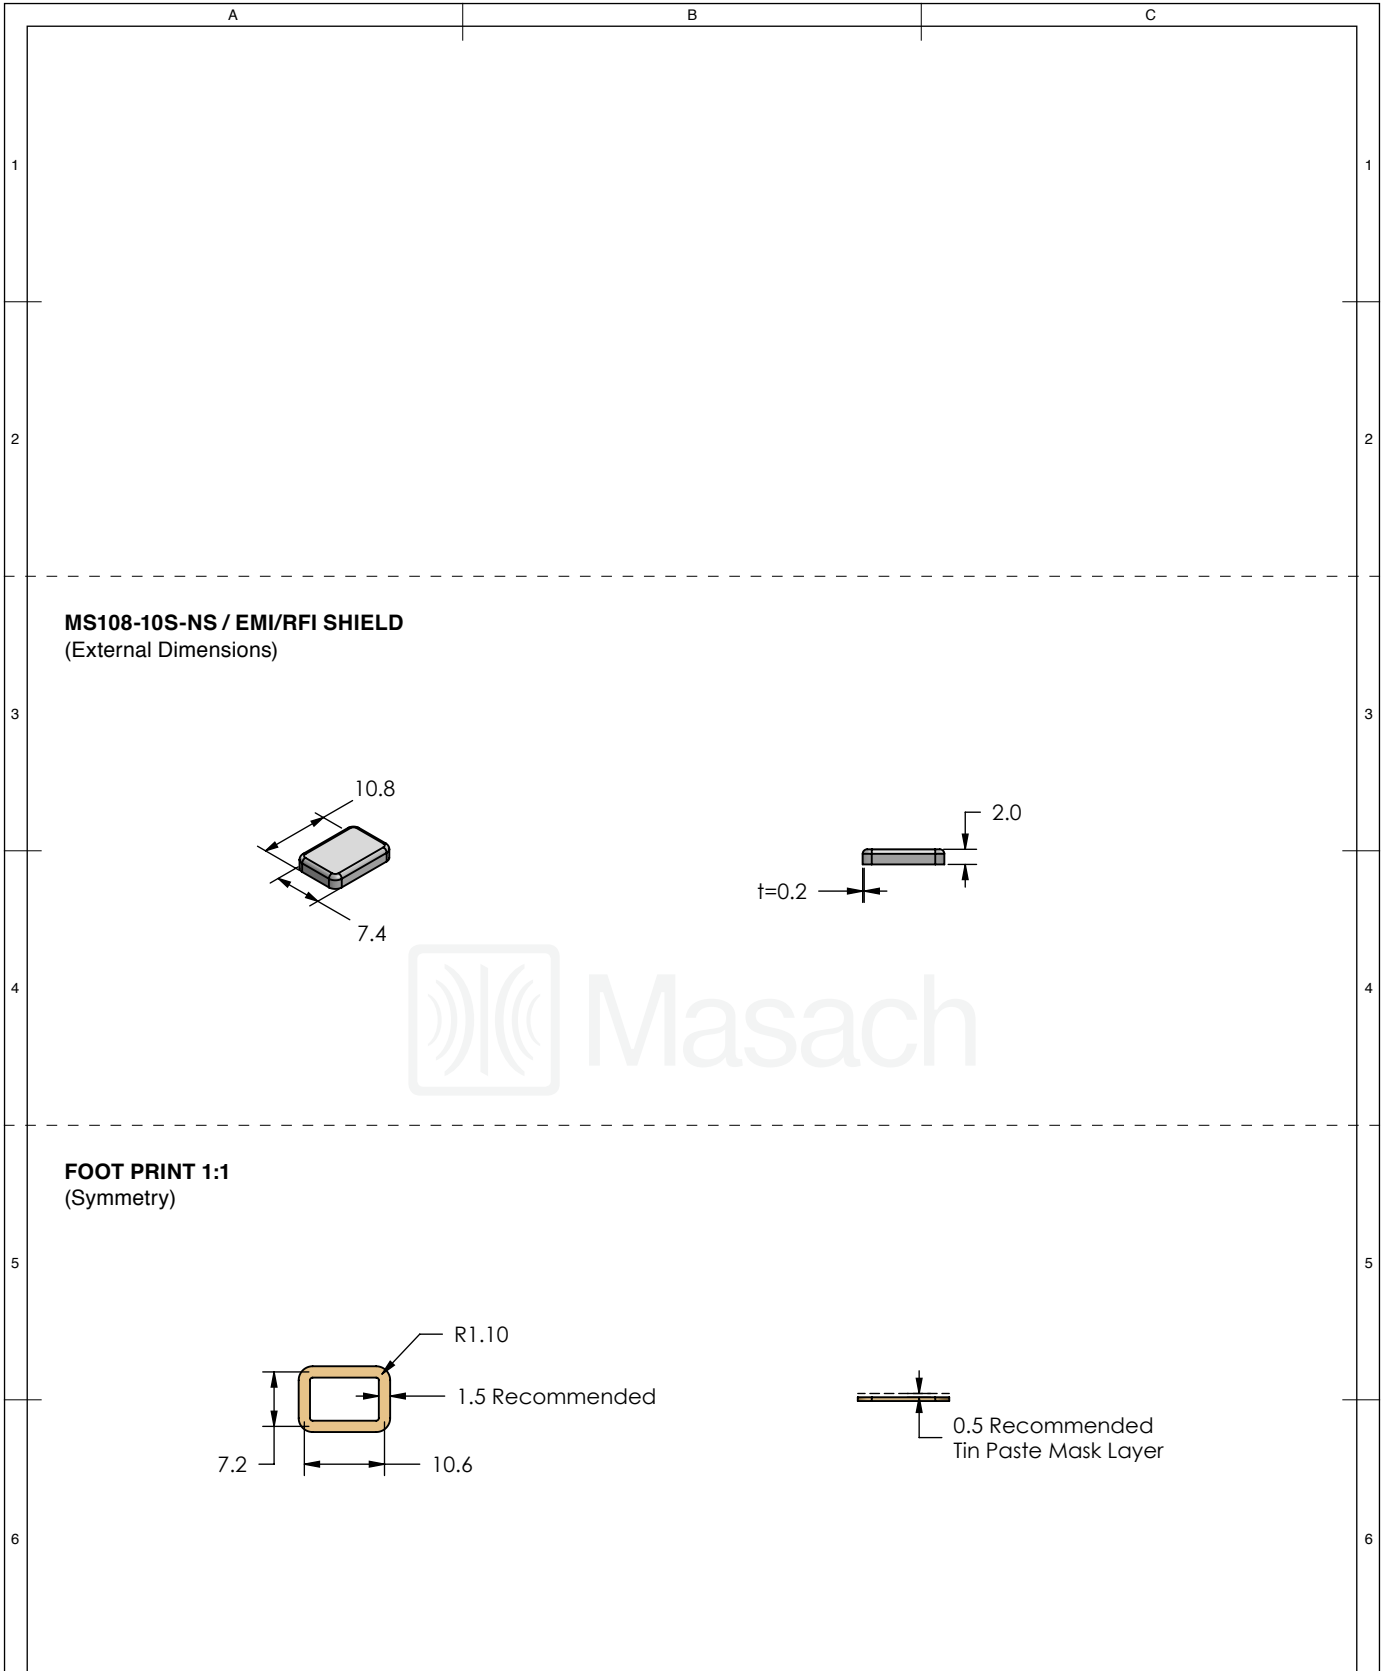 A B C
1 1
2 2
MS108-10S-NS / EMI/RFI SHIELD
(External Dimensions)
3 3
10.8
2.0
t=0.2
7.4
Masach
4 4
FOOT PRINT 1:1
(Symmetry)
5 5
R1.10
1.5 Recommended
0.5 Recommended
Tin Paste Mask Layer
7.2
10.6
6 6